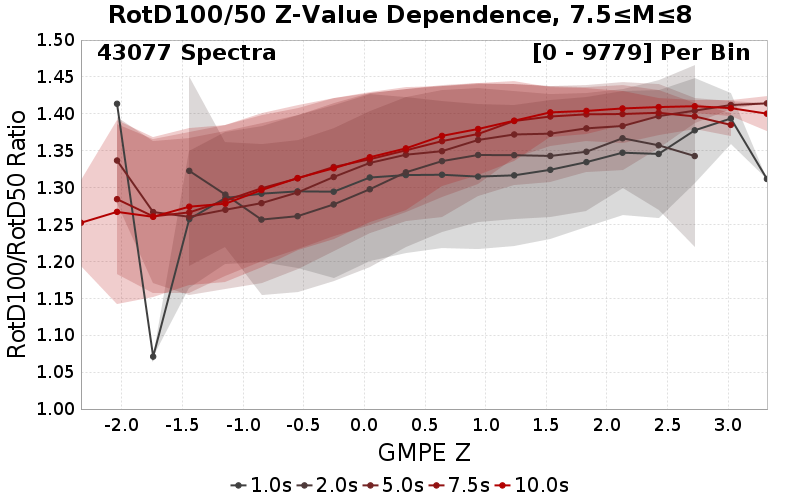 RotD100/50 Z-Value Dependence, 7.5≤M≤8
43077 Spectra
[0 - 9779] Per Bin
RotD100/RotD50 Ratio
1.50
1.45
1.40
1.35
1.30
1.25
1.20
1.15
1.10
1.05
1.00
-2.0 -1.5 -1.0 -0.5 0.0 0.5 1.0 1.5 2.0 2.5 3.0
GMPE Z
1.0s 2.0s 5.0s 7.5s 10.0s